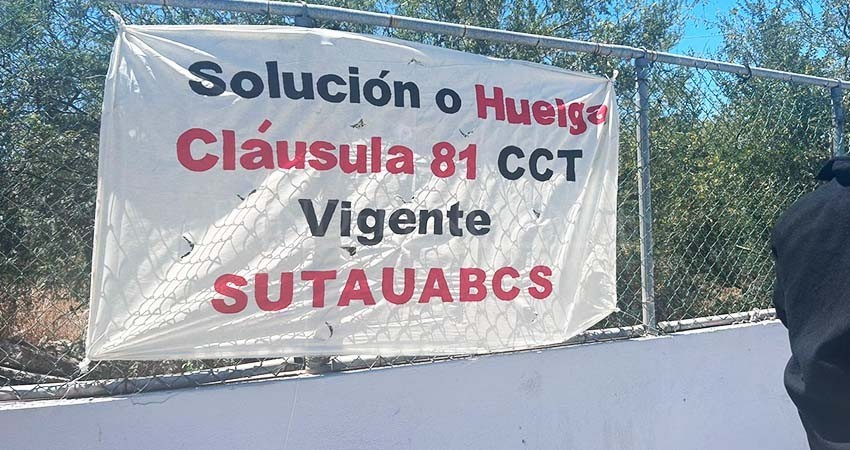 Solución o Huelga
Cláusula 81 CCT
Vigente
SUTAUABCS